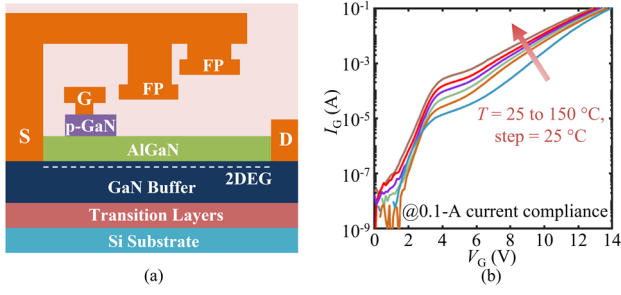 FP
FP
G
p-GaN
S
D
AlGaN
2DEG
GaN Buffer
Transition Layers
Si Substrate
(a)
(b)
10⁻¹
10⁻³
10⁻⁵
10⁻⁷
10⁻⁹
I_G (A)
T = 25 to 150 °C,
step = 25 °C
@0.1-A current compliance
0 2 4 6 8 10 12 14
V_G (V)